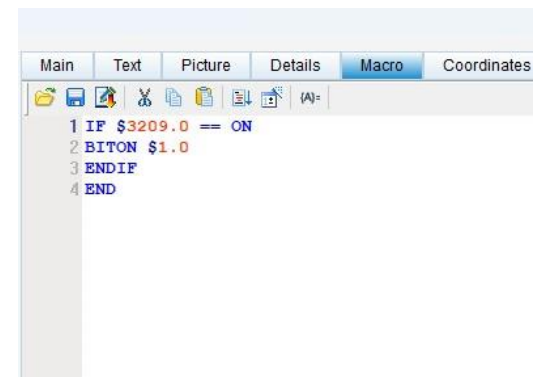 Main Text Picture Details Macro Coordinates
(A)=
1 IF $3209.0 == ON
2 BITON $1.0
3 ENDIF
4 END